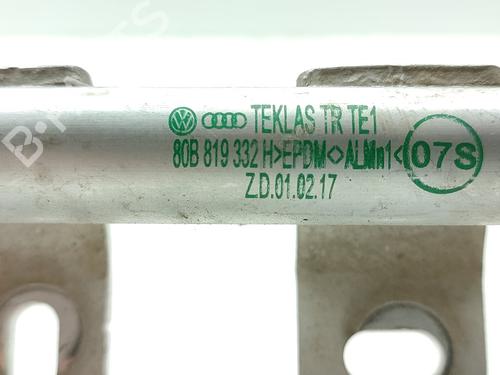 TEKLAS TR TE1
80B 819 332 H>EPDM<>ALMn1<
07S
Z.D.01.02.17